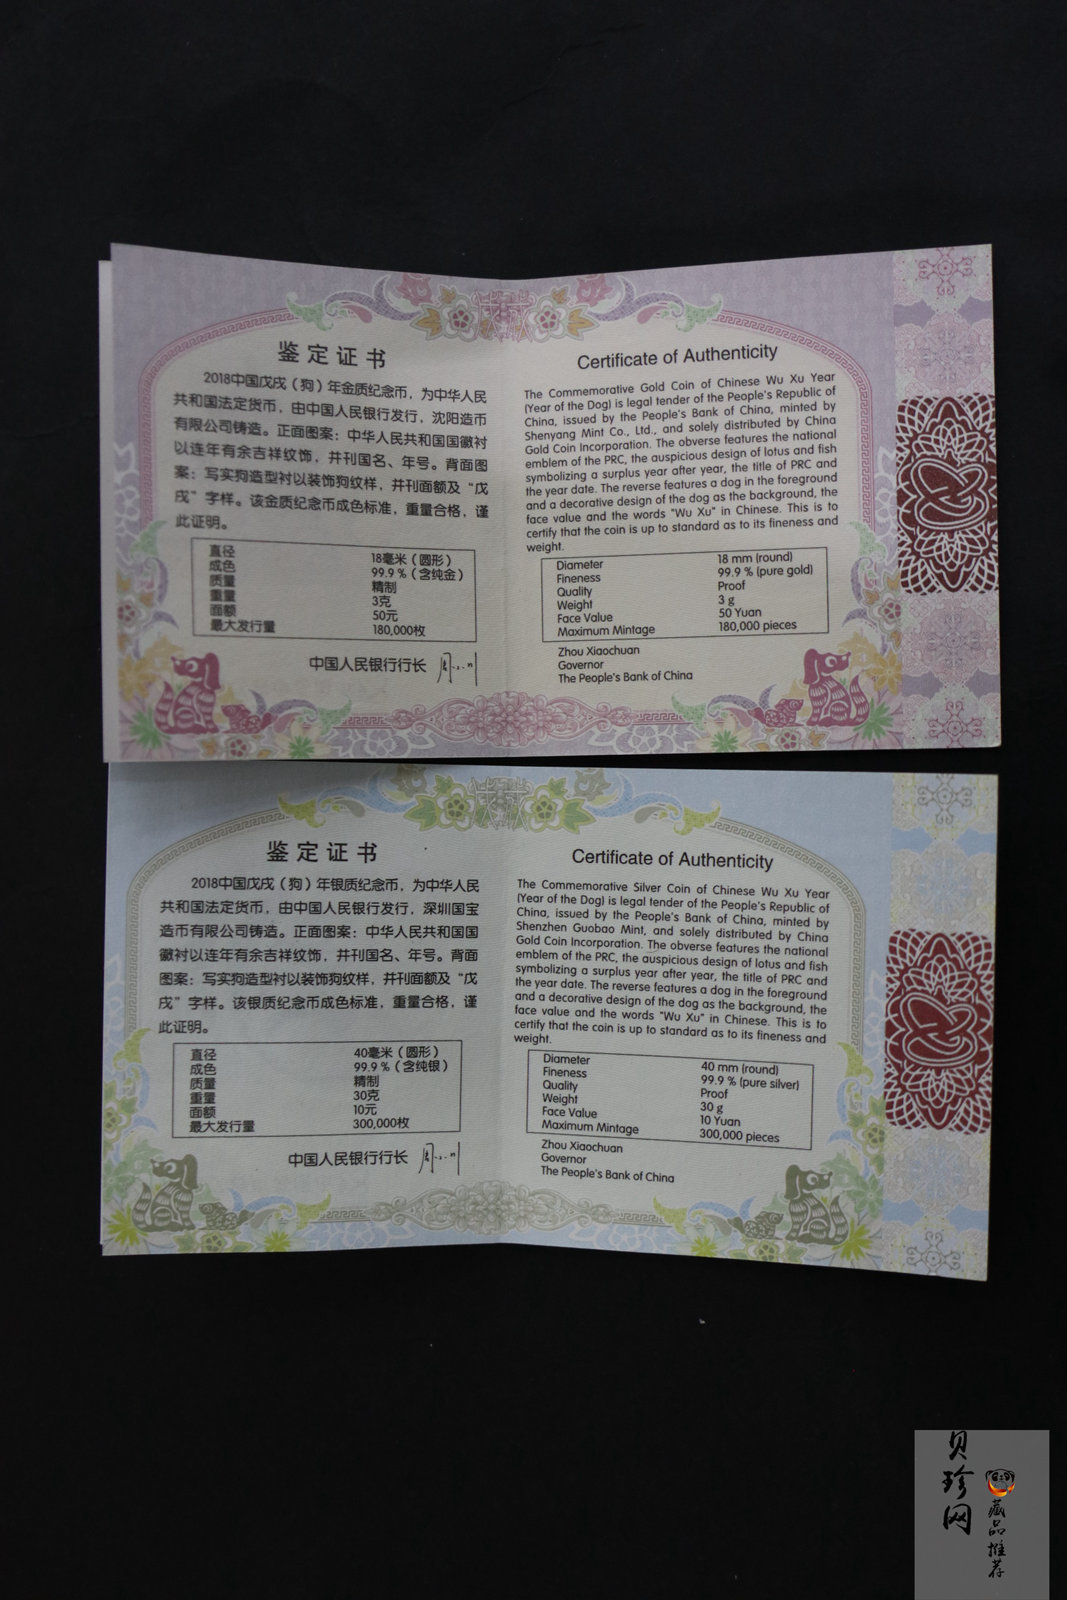 鉴定证书
2018中国戊戌（狗）年金质纪念币，为中华人民
共和国法定货币，由中国人民银行发行，沈阳造币
有限公司铸造。正面图案：中华人民共和国国徽衬
以连年有余吉祥纹饰，并刊国名、年号。背面图
案：写实狗造型衬以装饰狗纹样，并刊面额及“戊
戌”字样。该金质纪念币成色标准，重量合格，谨
此证明。
直径 18毫米（圆形）
成色 99.9％（含纯金）
质量 精制
重量 3克
面额 50元
最大发行量 180,000枚
中国人民银行行长
Certificate of Authenticity
The Commemorative Gold Coin of Chinese Wu Xu Year
(Year of the Dog) is legal tender of the People's Republic of
China, issued by the People's Bank of China, minted by
Shenyang Mint Co., Ltd., and solely distributed by China
Gold Coin Incorporation. The obverse features the national
emblem of the PRC, the auspicious design of lotus and fish
symbolizing a surplus year after year, the title of PRC and
the year date. The reverse features a dog in the foreground
and a decorative design of the dog as the background, the
face value and the words "Wu Xu" in Chinese. This is to
certify that the coin is up to standard as to its fineness and
weight.
Diameter 18 mm (round)
Fineness 99.9 % (pure gold)
Quality Proof
Weight 3 g
Face Value 50 Yuan
Maximum Mintage 180,000 pieces
Zhou Xiaochuan
Governor
The People's Bank of China
鉴定证书
2018中国戊戌（狗）年银质纪念币，为中华人民
共和国法定货币，由中国人民银行发行，深圳国宝
造币有限公司铸造。正面图案：中华人民共和国国
徽衬以连年有余吉祥纹饰，并刊国名、年号。背面
图案：写实狗造型衬以装饰狗纹样，并刊面额及“戊
戌”字样。该银质纪念币成色标准，重量合格，谨
此证明。
直径 40毫米（圆形）
成色 99.9％（含纯银）
质量 精制
重量 30克
面额 10元
最大发行量 300,000枚
中国人民银行行长
Certificate of Authenticity
The Commemorative Silver Coin of Chinese Wu Xu Year
(Year of the Dog) is legal tender of the People's Republic of
China, issued by the People's Bank of China, minted by
Shenzhen Guobao Mint, and solely distributed by China
Gold Coin Incorporation. The obverse features the national
emblem of the PRC, the auspicious design of lotus and fish
symbolizing a surplus year after year, the title of PRC and
the year date. The reverse features a dog in the foreground
and a decorative design of the dog as the background, the
face value and the words "Wu Xu" in Chinese. This is to
certify that the coin is up to standard as to its fineness and
weight.
Diameter 40 mm (round)
Fineness 99.9 % (pure silver)
Quality Proof
Weight 30 g
Face Value 10 Yuan
Maximum Mintage 300,000 pieces
Zhou Xiaochuan
Governor
The People's Bank of China
贝珍网
藏品推荐